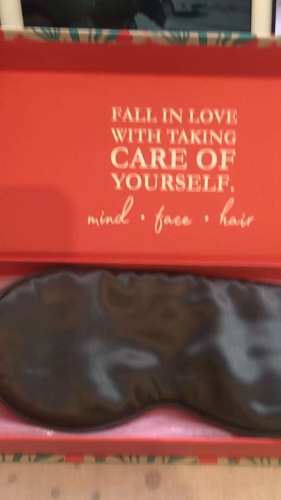 FALL IN LOVE
WITH TAKING
CARE OF
YOURSELF.
mind • face • hair